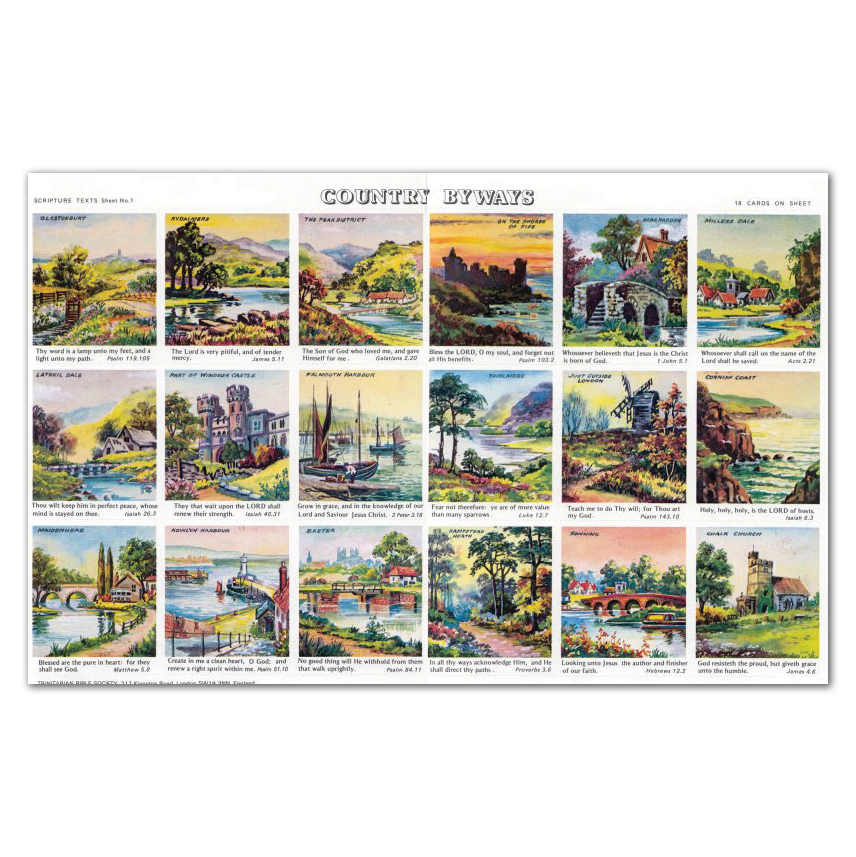 SCRIPTURE TEXTS Sheet No.1
COUNTRY BYWAYS
18 CARDS ON SHEET
GLASTONBURY
Thy word is a lamp unto my feet, and a
light unto my path. Psalm 119.105
RYDALMERE
The Lord is very pitiful, and of tender
mercy. James 5.11
THE PEAK DISTRICT
The Son of God who loved me, and gave
Himself for me. Galatians 2.20
ON THE SHORES
OF FIFE
Bless the LORD, O my soul, and forget not
all His benefits. Psalm 103.2
NEAR HADDON
Whosoever believeth that Jesus is the Christ
is born of God. 1 John 5.1
MILLERS DALE
Whosoever shall call on the name of the
Lord shall be saved. Acts 2.21
LATHKIL DALE
Thou wilt keep him in perfect peace, whose
mind is stayed on thee. Isaiah 26.3
PART OF WINDSOR CASTLE
They that wait upon the LORD shall
renew their strength. Isaiah 40.31
FALMOUTH HARBOUR
Grow in grace, and in the knowledge of our
Lord and Saviour Jesus Christ. 2 Peter 3.18
THIRLMERE
Fear not therefore: ye are of more value
than many sparrows Luke 12.7
JUST OUTSIDE
LONDON
Teach me to do Thy will; for Thou art
my God. Psalm 143.10
CORNISH COAST
Holy, holy, holy, is the LORD of hosts.
Isaiah 6.3
MAIDENHEAD
Blessed are the pure in heart: for they
shall see God. Matthew 5.8
NEWLYN HARBOUR
Create in me a clean heart, O God; and
renew a right spirit within me. Psalm 51.10
EXETER
No good thing will He withhold from them
that walk uprightly. Psalm 84.11
HAMPSTEAD
HEATH
In all thy ways acknowledge Him, and He
shall direct thy paths. Proverbs 3.6
SONNING
Looking unto Jesus the author and finisher
of our faith. Hebrews 12.2
CHALK CHURCH
God resisteth the proud, but giveth grace
unto the humble. James 4.6
TRINITARIAN BIBLE SOCIETY, 217 Kingston Road, London SW19 3NN, England